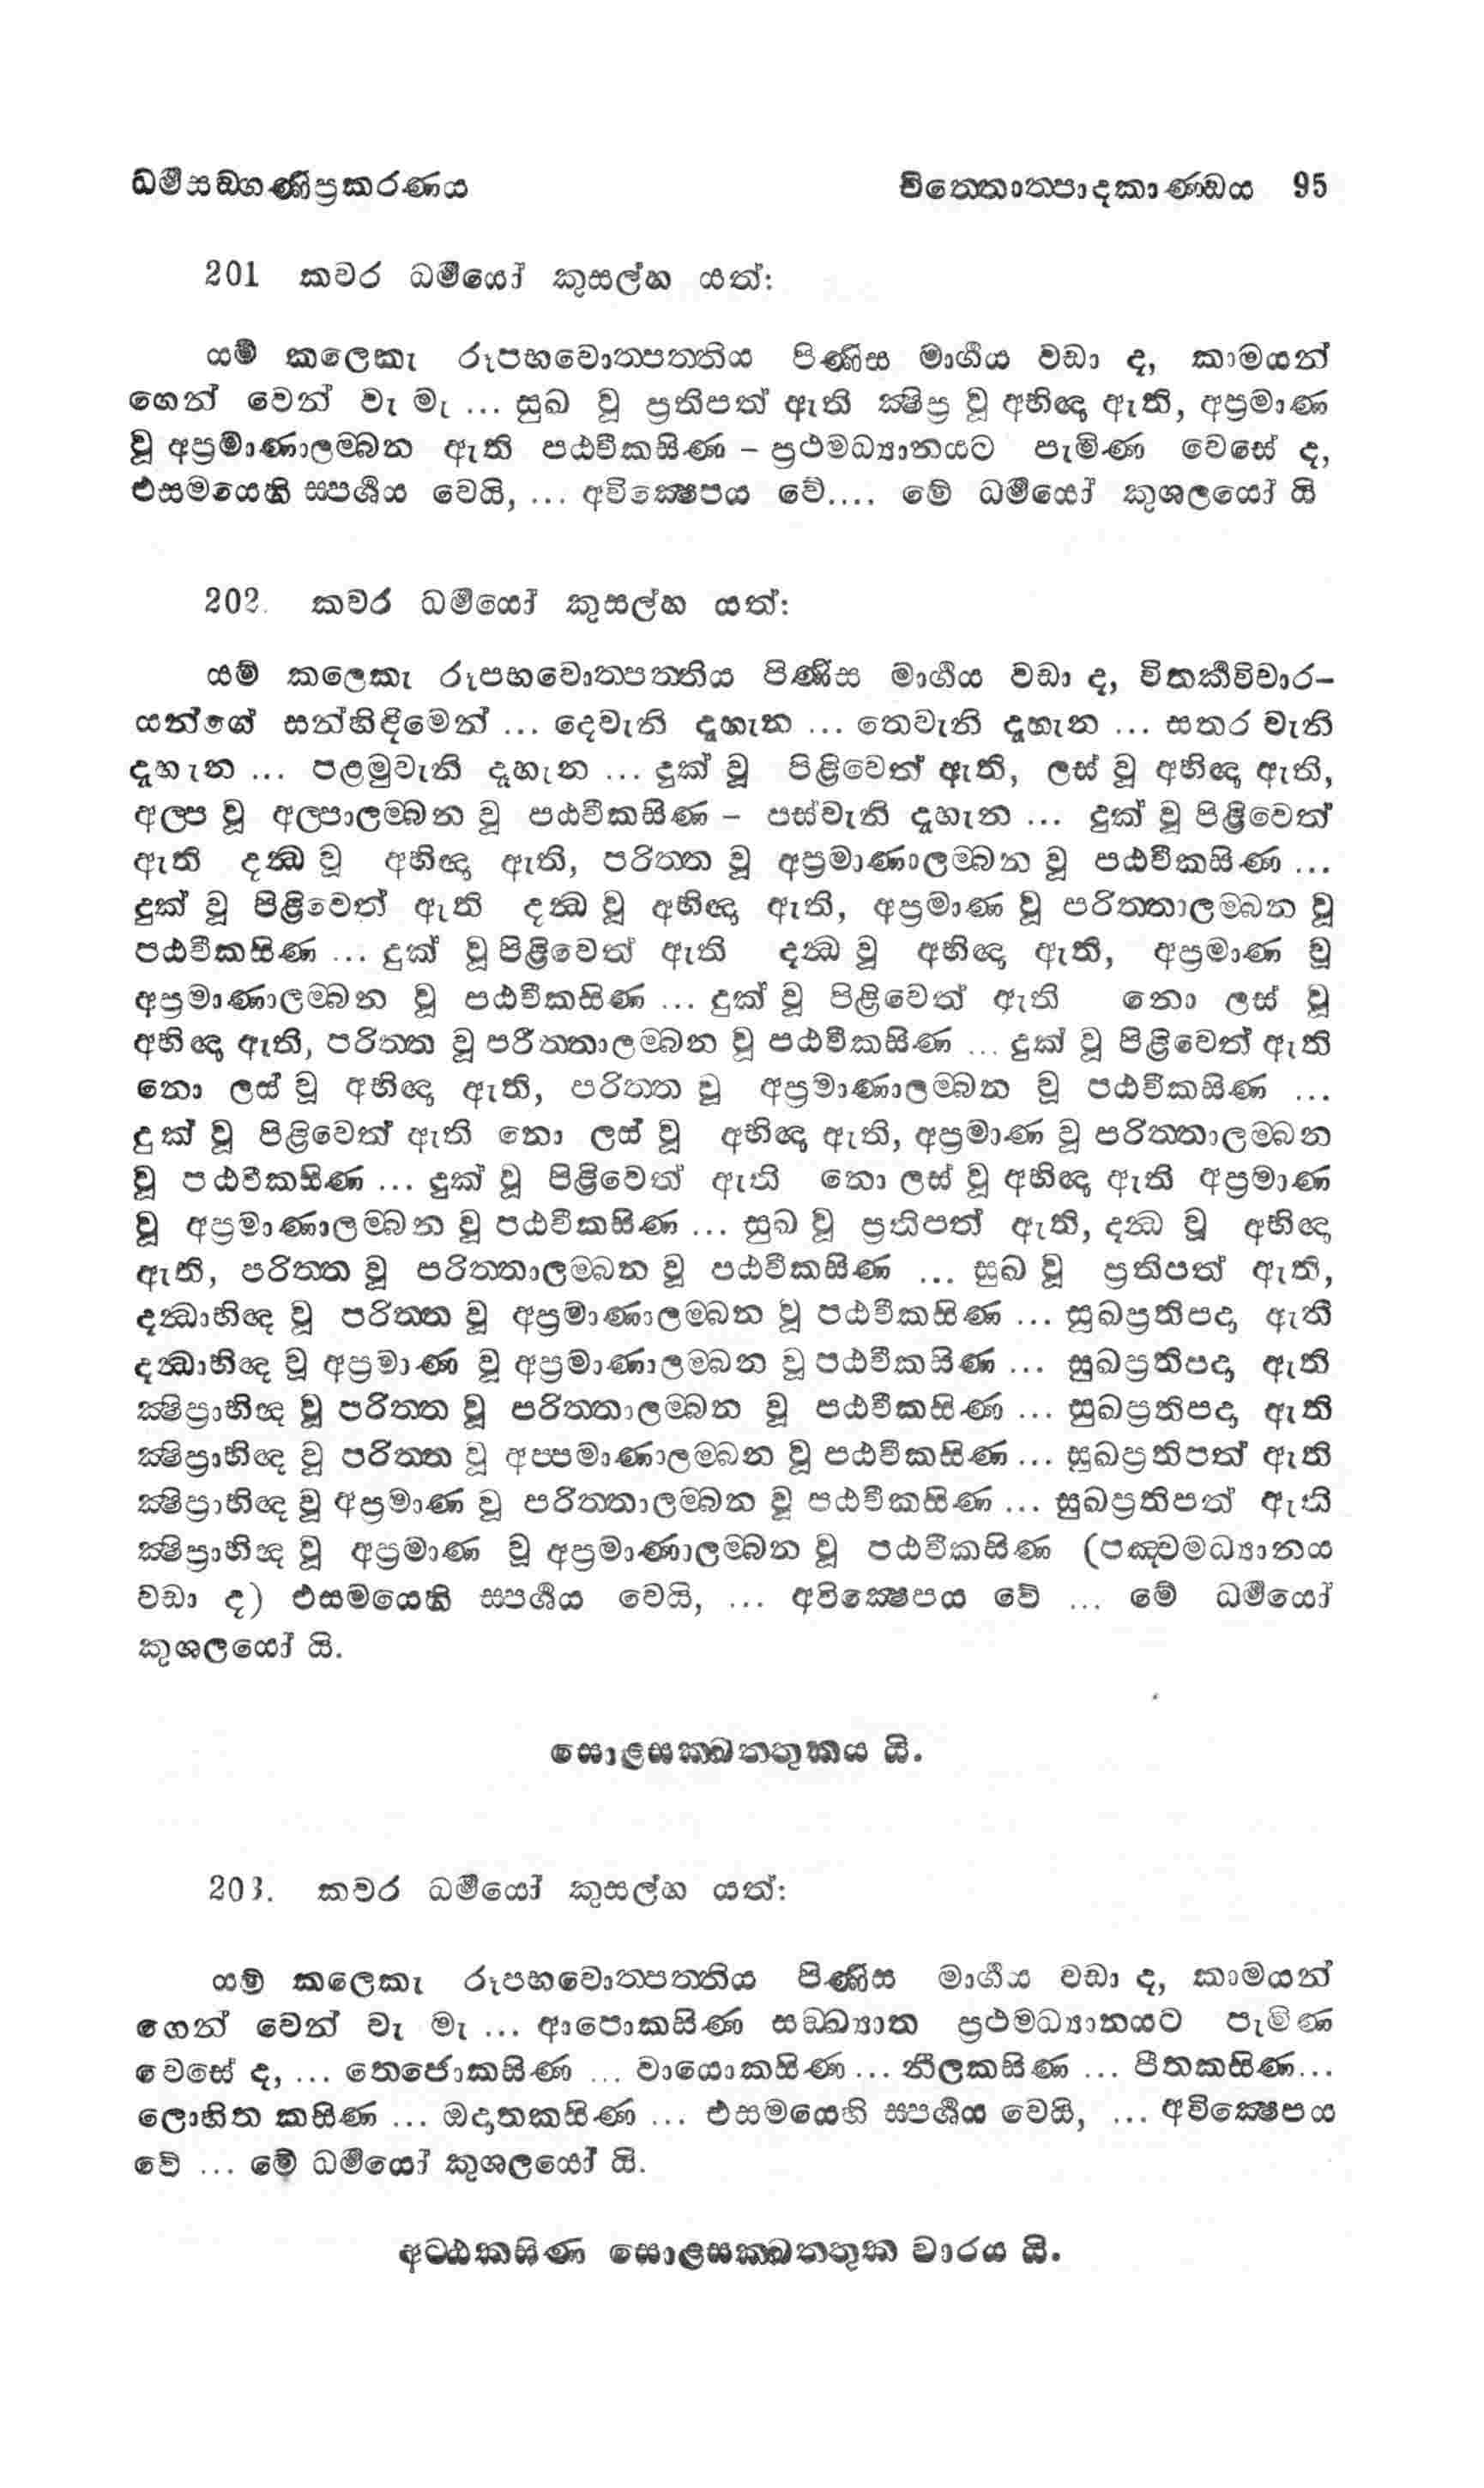 ධර්මසඞ්ගණිප්‍රකරණය චිත්තොත්පාදකාණ්ඩය 95
201 කවර ධර්මයෝ කුසල්හ යත්:
යම් කලෙකැ රූපභවොත්පත්තිය පිණිස මාර්ගය වඩා ද, කාමයන්
ගෙන් වෙන් වැ මැ ... සුඛ වූ ප්‍රතිපත් ඇති ක්ෂිප්‍ර වූ අභිඥා ඇති, අප්‍රමාණ
වූ අප්‍රමාණාලම්බන ඇති පඨවීකසිණ – ප්‍රථමධ්‍යානයට පැමිණ වෙසේ ද,
එසමයෙහි ස්පර්ශය වෙයි, ... අවික්ෂෙපය වේ.... මේ ධර්මයෝ කුශලයෝ යි
202. කවර ධර්මයෝ කුසල්හ යත්:
යම් කලෙකැ රූපභවොත්පත්තිය පිණිස මාර්ගය වඩා ද, විතර්කවිචාර–
යන්ගේ සන්හිඳීමෙන් ... දෙවැනි දැහැන ... තෙවැනි දැහැන ... සතර වැනි
දැහැන ... පළමුවැනි දැහැන ... දුක් වූ පිළිවෙත් ඇති, ලස් වූ අභිඥා ඇති,
අල්ප වූ අල්පාලම්බන වූ පඨවීකසිණ – පස්වැනි දැහැන ... දුක් වූ පිළිවෙත්
ඇති දන්ධ වූ අභිඥා ඇති, පරිත්ත වූ අප්‍රමාණාලම්බන වූ පඨවීකසිණ ...
දුක් වූ පිළිවෙත් ඇති දන්ධ වූ අභිඥා ඇති, අප්‍රමාණ වූ පරිත්තාලම්බන වූ
පඨවීකසිණ ... දුක් වූ පිළිවෙත් ඇති දන්ධ වූ අභිඥා ඇති, අප්‍රමාණ වූ
අප්‍රමාණාලම්බන වූ පඨවීකසිණ ... දුක් වූ පිළිවෙත් ඇති නො ලස් වූ
අභිඥා ඇති, පරිත්ත වූ පරීත්තාලම්බන වූ පඨවීකසිණ ... දුක් වූ පිළිවෙත් ඇති
නො ලස් වූ අභිඥා ඇති, පරිත්ත වූ අප්‍රමාණාලම්බන වූ පඨවීකසිණ ...
දුක් වූ පිළිවෙත් ඇති නො ලස් වූ අභිඥා ඇති, අප්‍රමාණ වූ පරිත්තාලම්බන
වූ පඨවීකසිණ ... දුක් වූ පිළිවෙත් ඇති නො ලස් වූ අභිඥා ඇති අප්‍රමාණ
වූ අප්‍රමාණාලම්බන වූ පඨවීකසිණ ... සුඛ වූ ප්‍රතිපත් ඇති, දන්ධ වූ අභිඥා
ඇති, පරිත්ත වූ පරිත්තාලම්බන වූ පඨවීකසිණ ... සුඛ වූ ප්‍රතිපත් ඇති,
දන්ධාභිඥ වූ පරිත්ත වූ අප්‍රමාණාලම්බන වූ පඨවීකසිණ ... සුඛප්‍රතිපදා ඇති
දන්ධාභිඥ වූ අප්‍රමාණ වූ අප්‍රමාණාලම්බන වූ පඨවීකසිණ ... සුඛප්‍රතිපදා ඇති
ක්ෂිප්‍රාභිඥ වූ පරිත්ත වූ පරිත්තාලම්බන වූ පඨවීකසිණ ... සුඛප්‍රතිපදා ඇති
ක්ෂිප්‍රාභිඥ වූ පරිත්ත වූ අප්පමාණාලම්බන වූ පඨවීකසිණ ... සුඛප්‍රතිපත් ඇති
ක්ෂිප්‍රාභිඥ වූ අප්‍රමාණ වූ පරිත්තාලම්බන වූ පඨවීකසිණ ... සුඛප්‍රතිපත් ඇති
ක්ෂිප්‍රාභිඥ වූ අප්‍රමාණ වූ අප්‍රමාණාලම්බන වූ පඨවීකසිණ (පඤ්චමධ්‍යානය
වඩා ද) එසමයෙහි ස්පර්ශය වෙයි, ... අවික්ෂෙපය වේ ... මේ ධර්මයෝ
කුශලයෝ යි.
සොළසක්ඛත්තුකය යි.
203. කවර ධර්මයෝ කුසල්හ යත්:
යම් කලෙකැ රූපභවොත්පත්තිය පිණිස මාර්ගය වඩා ද, කාමයන්
ගෙන් වෙන් වැ මැ ... ආපොකසිණ සඞ්ඛ්‍යාත ප්‍රථමධ්‍යානයට පැමිණ
වෙසේ ද, ... තෙජොකසිණ ... වායොකසිණ ... නීලකසිණ ... පීතකසිණ...
ලොහිත කසිණ ... ඔදාතකසිණ ... එසමයෙහි ස්පර්ශය වෙයි, ... අවික්ෂෙපය
වේ ... මේ ධර්මයෝ කුශලයෝ යි.
අට්ඨකසිණ සොළසක්ඛත්තුක වාරය යි.